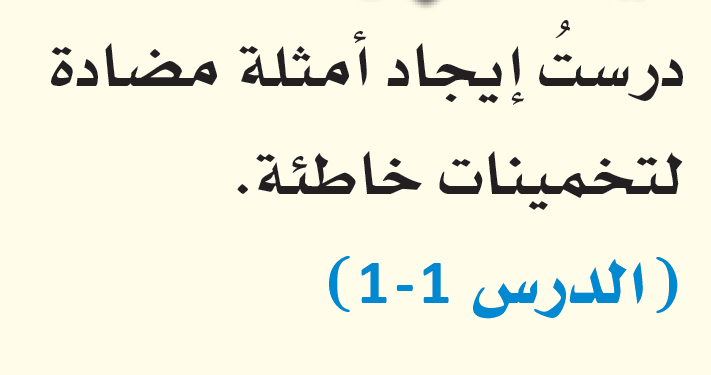 درستُ إيجاد أمثلة مضادة
لتخمينات خاطئة.
(الدرس 1-1)